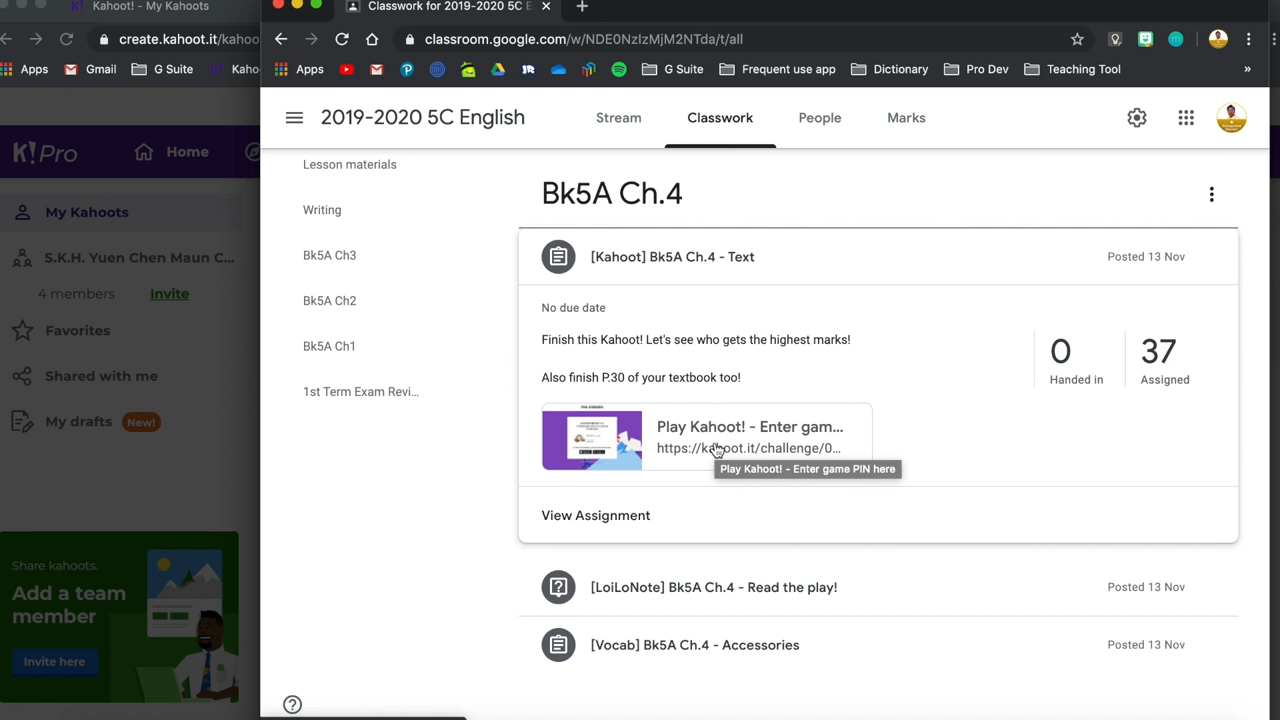 K! Kahoot! - My Kahoots
create.kahoot.it/kahoo
Apps
Gmail
G Suite
Kaho
K!Pro
Home
My Kahoots
S.K.H. Yuen Chen Maun C...
4 members
Invite
Favorites
Shared with me
My drafts
New!
Share kahoots.
Add a team
member
Invite here
Classwork for 2019-2020 5C E
classroom.google.com/w/NDE0NzIzMjM2NTda/t/all
Apps
G Suite
Frequent use app
Dictionary
Pro Dev
Teaching Tool
»
2019-2020 5C English
Stream
Classwork
People
Marks
Lesson materials
Writing
Bk5A Ch3
Bk5A Ch2
Bk5A Ch1
1st Term Exam Revi...
Bk5A Ch.4
[Kahoot] Bk5A Ch.4 - Text
Posted 13 Nov
No due date
Finish this Kahoot! Let's see who gets the highest marks!
Also finish P.30 of your textbook too!
0
Handed in
37
Assigned
Play Kahoot! - Enter gam...
https://kahoot.it/challenge/0...
Play Kahoot! - Enter game PIN here
View Assignment
[LoiLoNote] Bk5A Ch.4 - Read the play!
Posted 13 Nov
[Vocab] Bk5A Ch.4 - Accessories
Posted 13 Nov